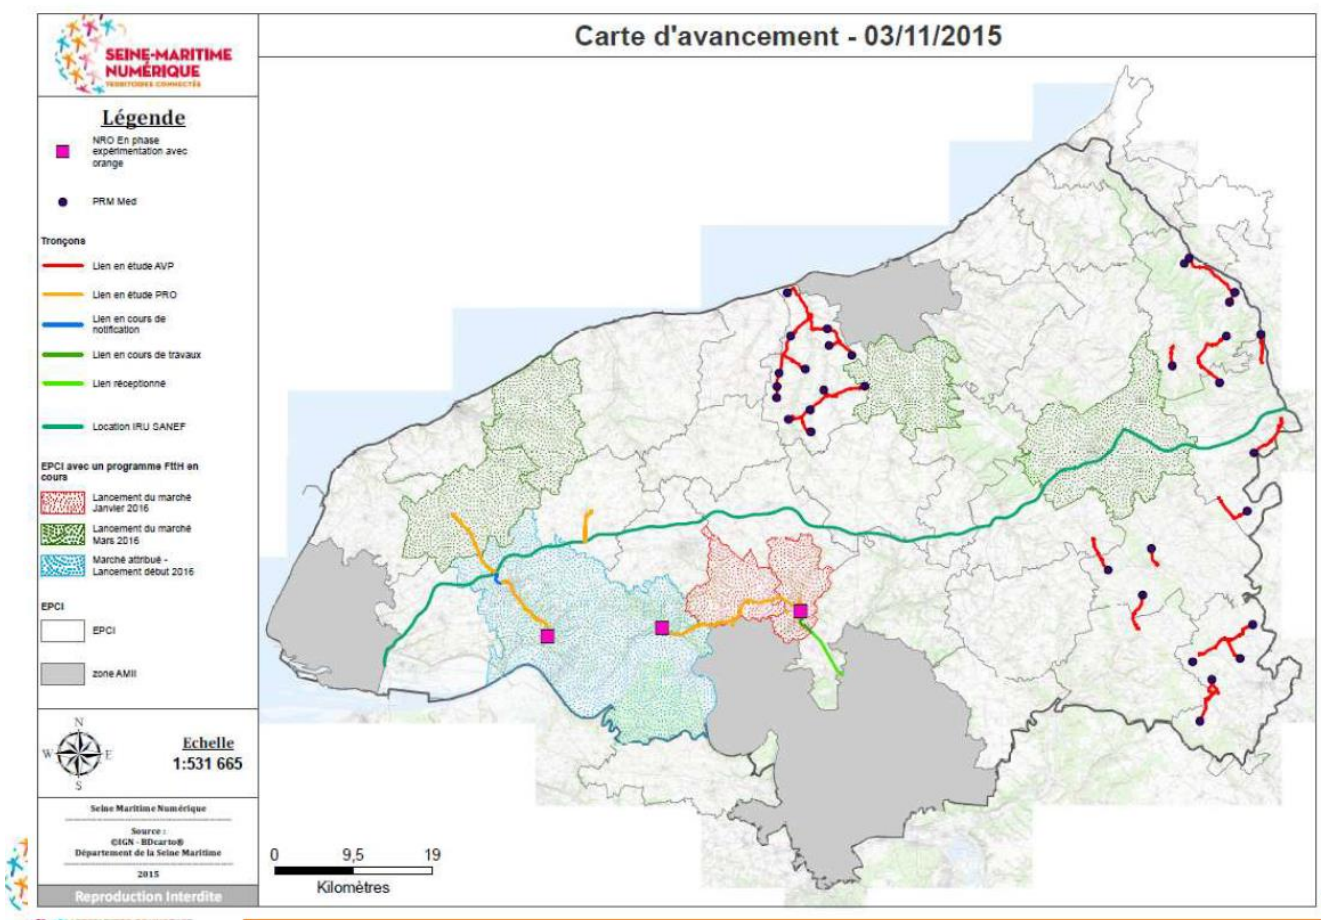 Carte d'avancement - 03/11/2015
SEINE-MARITIME
NUMÉRIQUE
TERRITOIRES CONNECTÉS
Légende
NRO En phase
expérimentation avec
orange
PRM Med
Tronçons
Lien en étude AVP
Lien en étude PRO
Lien en cours de
notification
Lien en cours de travaux
Lien réceptionné
Location IRU SANEF
EPCI avec un programme FttH en
cours
Lancement du marché
Janvier 2016
Lancement du marché
Mars 2016
Marché attribué -
Lancement début 2016
EPCI
EPCI
zone AMII
N
W E
S
Echelle
1:531 665
Seine Maritime Numérique
Source :
©IGN - BDcarto®
Département de la Seine Maritime
2015
Reproduction Interdite
0 9,5 19
Kilomètres